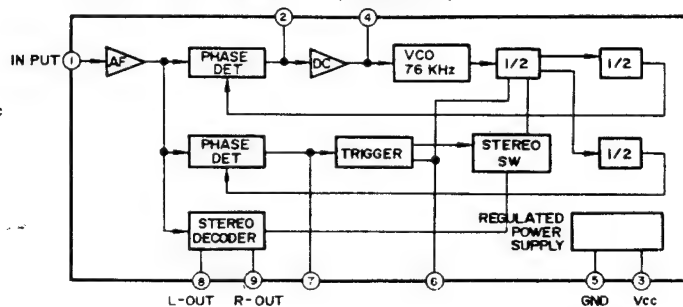 2
4
IN PUT
1
AF
PHASE
DET
DC
VCO
76 KHz
1/2
1/2
PHASE
DET
TRIGGER
STEREO
SW
1/2
STEREO
DECODER
REGULATED
POWER
SUPPLY
8
9
7
6
5
3
L-OUT
R-OUT
GND
Vcc